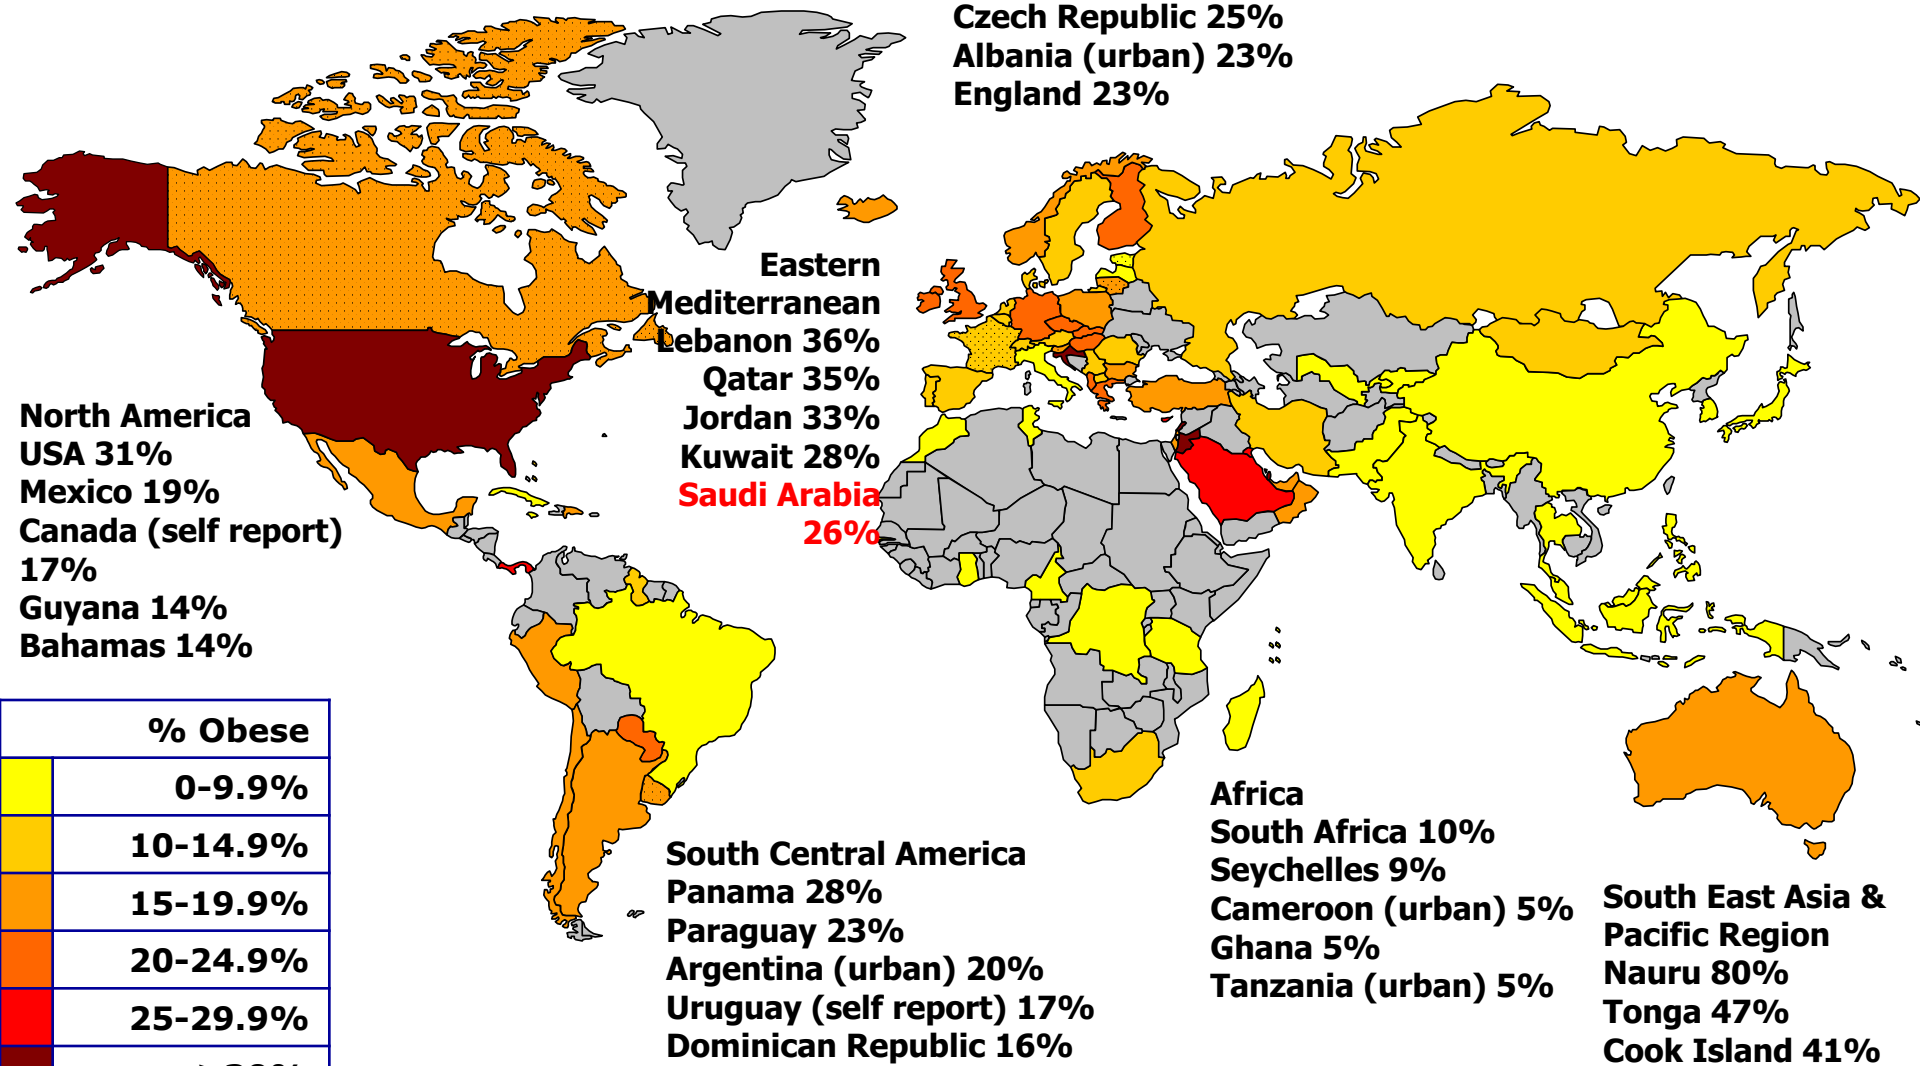 Czech Republic 25%
Albania (urban) 23%
England 23%
Eastern
Mediterranean
Lebanon 36%
Qatar 35%
Jordan 33%
Kuwait 28%
Saudi Arabia
26%
North America
USA 31%
Mexico 19%
Canada (self report)
17%
Guyana 14%
Bahamas 14%
% Obese
0-9.9%
10-14.9%
15-19.9%
20-24.9%
25-29.9%
South Central America
Panama 28%
Paraguay 23%
Argentina (urban) 20%
Uruguay (self report) 17%
Dominican Republic 16%
Africa
South Africa 10%
Seychelles 9%
Cameroon (urban) 5%
Ghana 5%
Tanzania (urban) 5%
South East Asia &
Pacific Region
Nauru 80%
Tonga 47%
Cook Island 41%